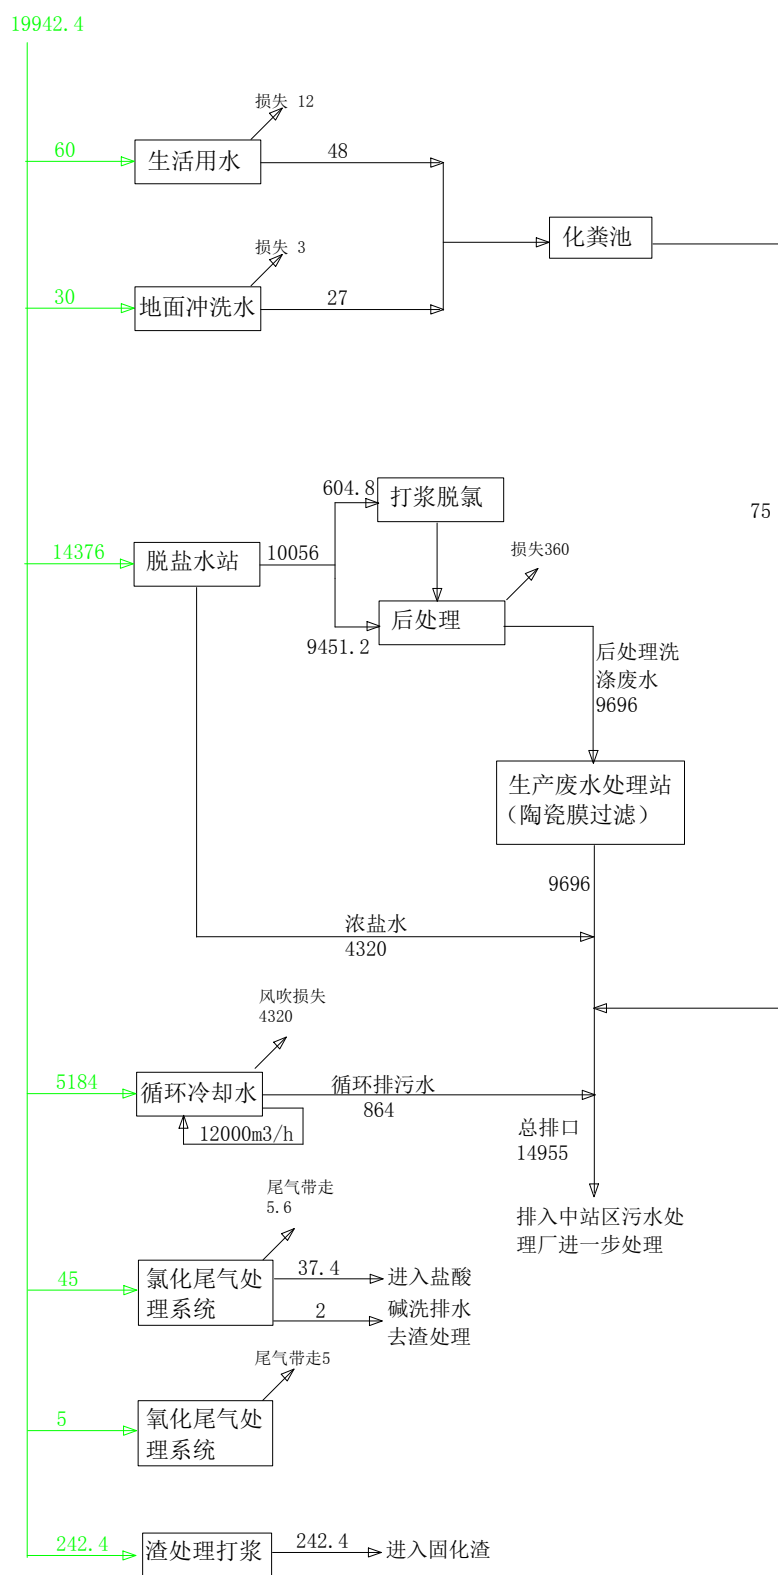 19942.4
损失 12
60
生活用水
48
化粪池
损失 3
30
地面冲洗水
27
604.8
打浆脱氯
75
14376
脱盐水站
10056
损失360
后处理
9451.2
后处理洗
涤废水
9696
生产废水处理站
（陶瓷膜过滤）
9696
浓盐水
4320
风吹损失
4320
5184
循环冷却水
循环排污水
864
12000m3/h
总排口
14955
排入中站区污水处
理厂进一步处理
尾气带走
5.6
45
氯化尾气处
理系统
37.4
进入盐酸
2
碱洗排水
去渣处理
尾气带走5
5
氧化尾气处
理系统
242.4
渣处理打浆
242.4
进入固化渣